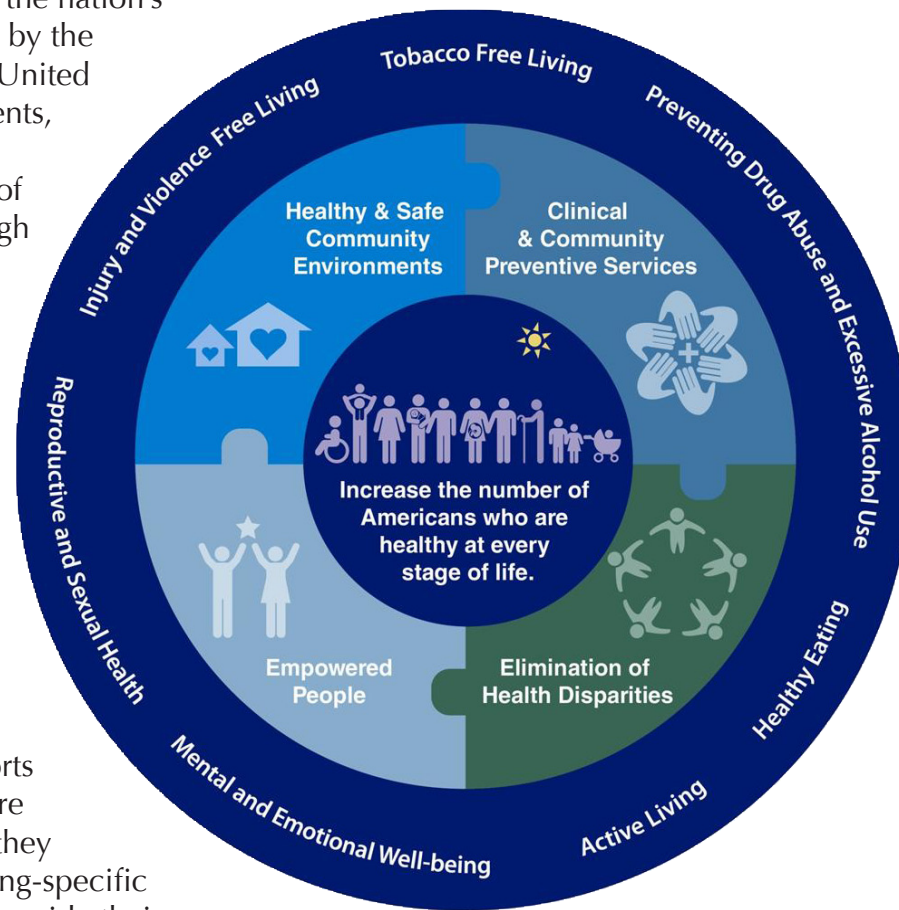 the nation's
by the
United
ents,
of
gh
Tobacco Free Living
Preventing Drug Abuse and Excessive Alcohol Use
Healthy Eating
Active Living
Mental and Emotional Well-being
Reproductive and Sexual Health
Injury and Violence Free Living
Healthy & Safe
Community
Environments
Clinical
& Community
Preventive Services
Increase the number of
Americans who are
healthy at every
stage of life.
Empowered
People
Elimination of
Health Disparities
rts
re
they
ng-specific